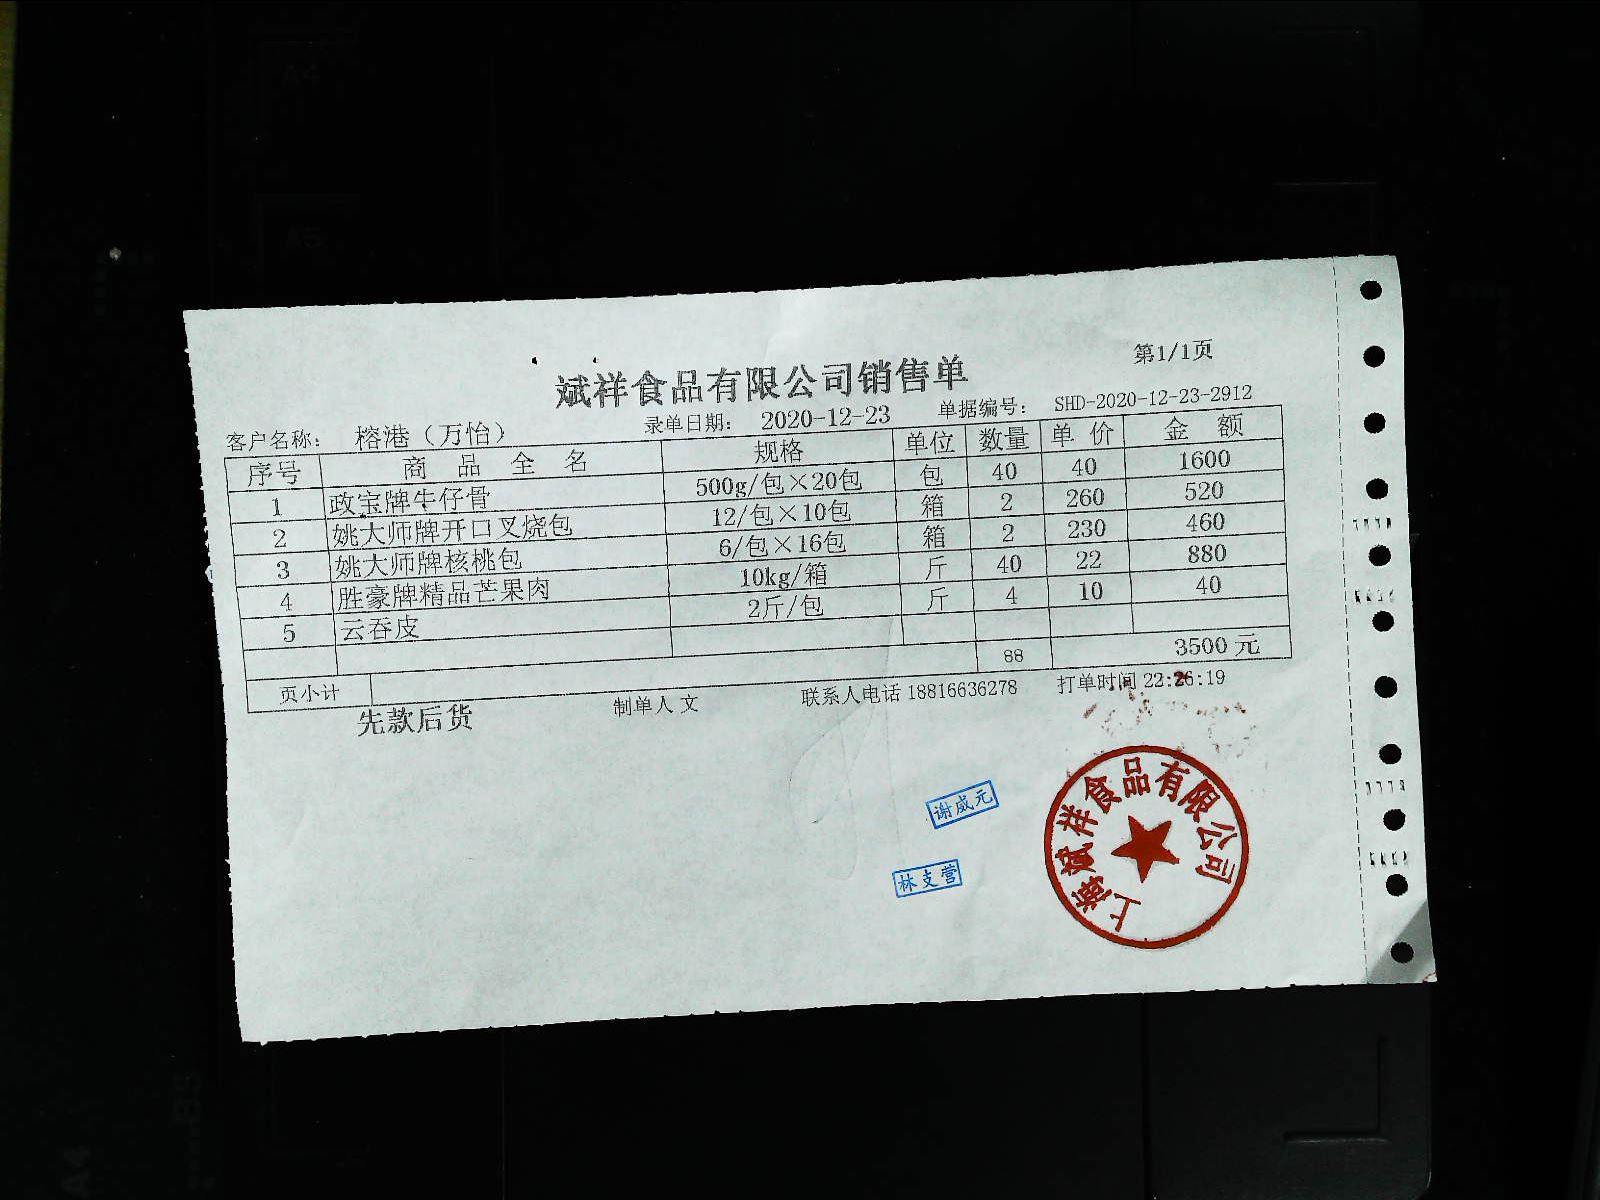 第1/1页
斌祥食品有限公司销售单
客户名称： 榕港（万怡） 录单日期： 2020-12-23 单据编号： SHD-2020-12-23-2912
序号 商品全名 规格 单位 数量 单价 金额
1 政宝牌牛仔骨 500g/包×20包 包 40 40 1600
2 姚大师牌开口叉烧包 12/包×10包 箱 2 260 520
3 姚大师牌核桃包 6/包×16包 箱 2 230 460
4 胜豪牌精品芒果肉 10kg/箱 斤 40 22 880
5 云吞皮 2斤/包 斤 4 10 40
页小计 88 3500元
先款后货 制单人 文 联系人电话 18816636278 打单时间 22:26:19
谢威元
林支营
上海斌祥食品有限公司
A4
A5
B5
A4